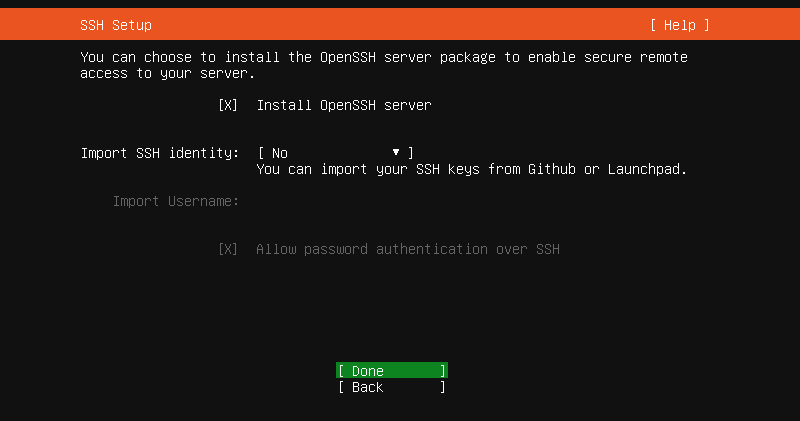 SSH Setup [ Help ]
You can choose to install the OpenSSH server package to enable secure remote
access to your server.
[X] Install OpenSSH server
Import SSH identity: [ No ▾ ]
You can import your SSH keys from Github or Launchpad.
Import Username:
[X] Allow password authentication over SSH
[ Done ]
[ Back ]